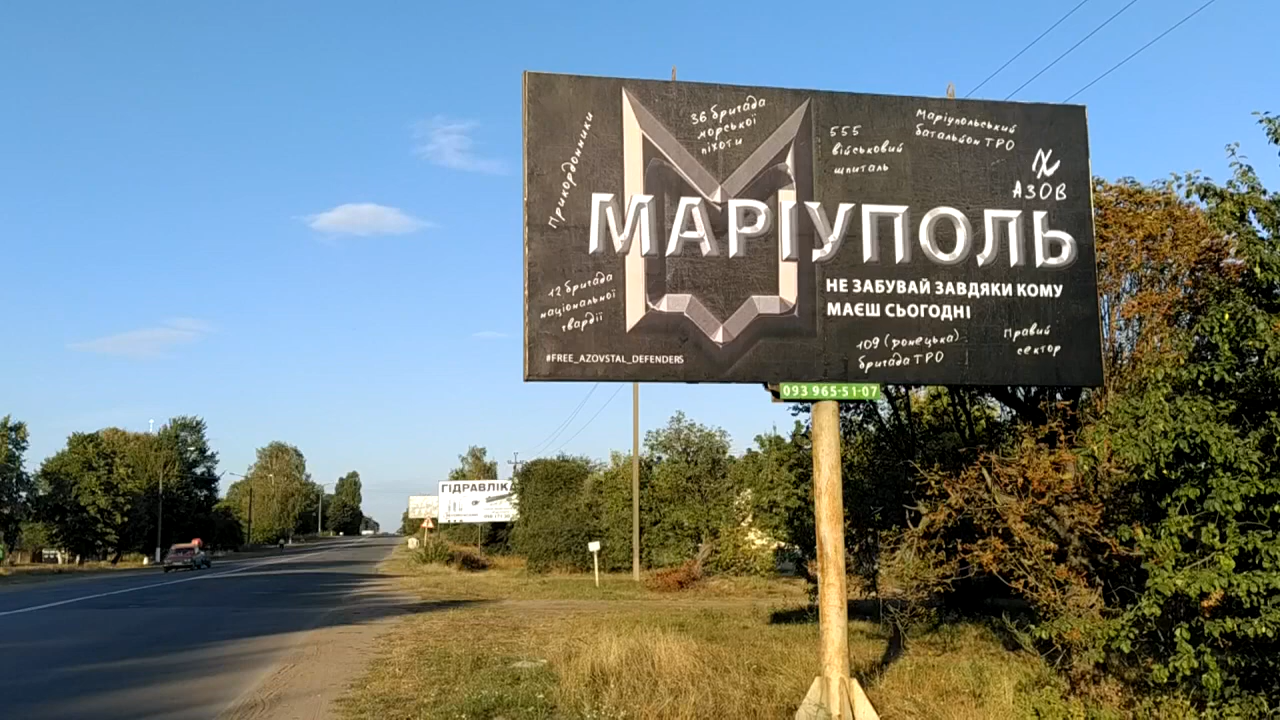 Прикордонники
36 бригада
морської
піхоти
555
військовий
шпиталь
Маріупольський
батальйон ТРО
АЗОВ
МАРІУПОЛЬ
НЕ ЗАБУВАЙ ЗАВДЯКИ КОМУ
МАЄШ СЬОГОДНІ
12 бригада
національної
гвардії
109 (донецька)
бригада ТРО
Правий
сектор
#FREE_AZOVSTAL_DEFENDERS
093 965-51-07
ГІДРАВЛІКА